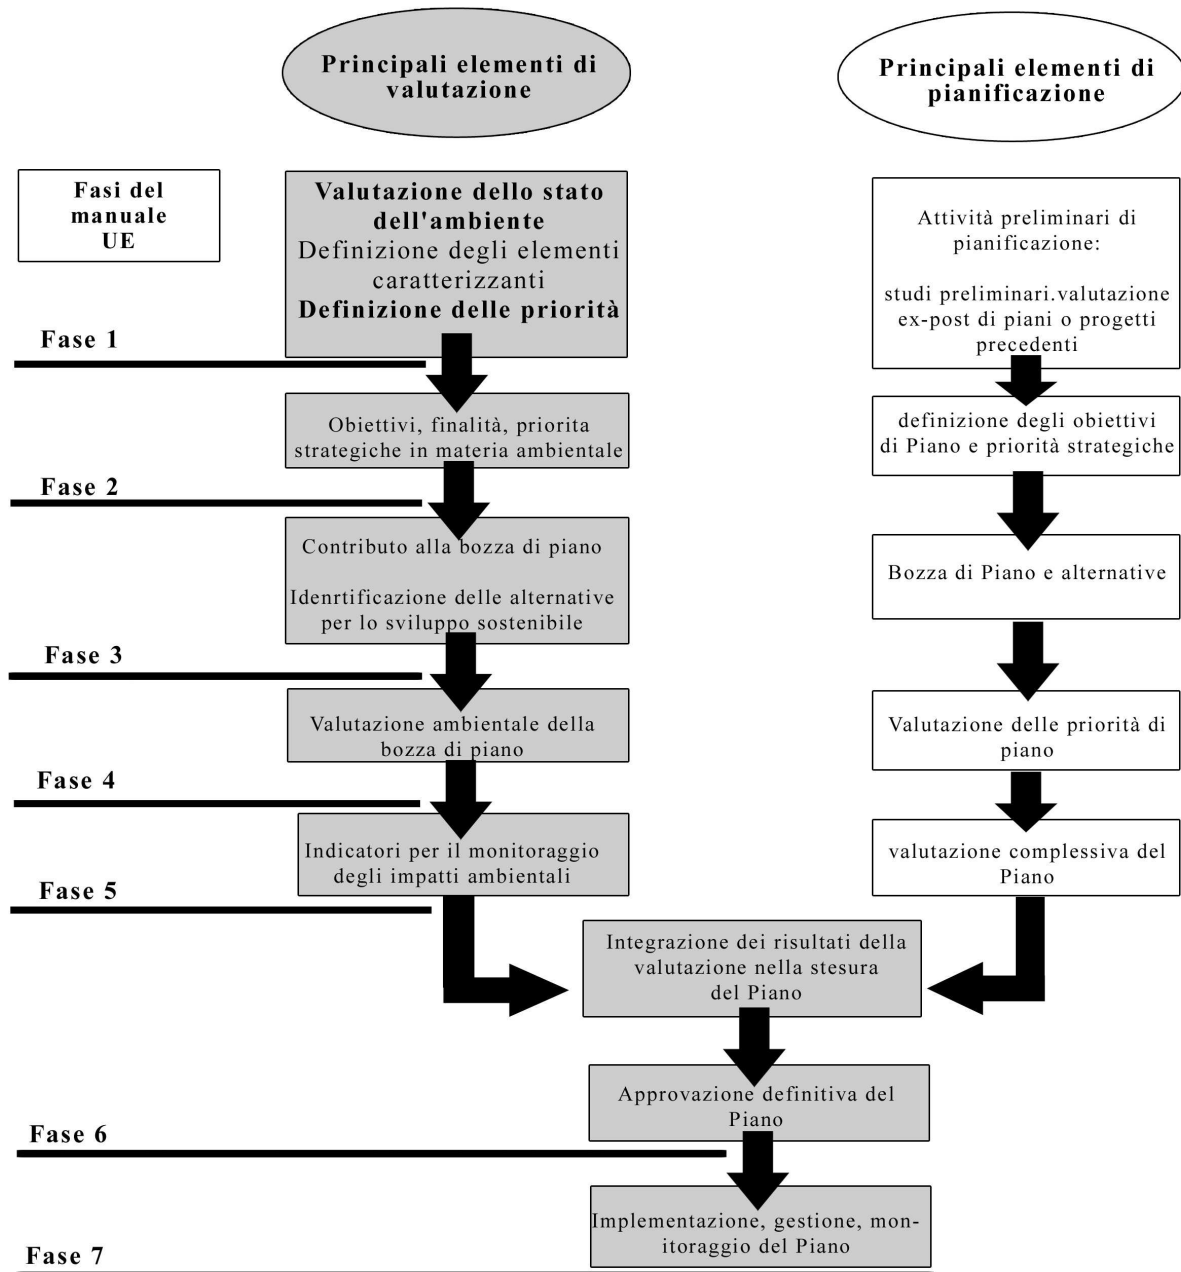 Principali elementi di
valutazione
Principali elementi di
pianificazione
Fasi del
manuale
UE
Valutazione dello stato
dell'ambiente
Definizione degli elementi
caratterizzanti
Definizione delle priorità
Attività preliminari di
pianificazione:
studi preliminari.valutazione
ex-post di piani o progetti
precedenti
Fase 1
Obiettivi, finalità, priorita
strategiche in materia ambientale
definizione degli obiettivi
di Piano e priorità strategiche
Fase 2
Contributo alla bozza di piano
Idenrtificazione delle alternative
per lo sviluppo sostenibile
Bozza di Piano e alternative
Fase 3
Valutazione ambientale della
bozza di piano
Valutazione delle priorità di
piano
Fase 4
Indicatori per il monitoraggio
degli impatti ambientali
valutazione complessiva del
Piano
Fase 5
Integrazione dei risultati della
valutazione nella stesura
del Piano
Approvazione definitiva del
Piano
Fase 6
Implementazione, gestione, mon-
itoraggio del Piano
Fase 7